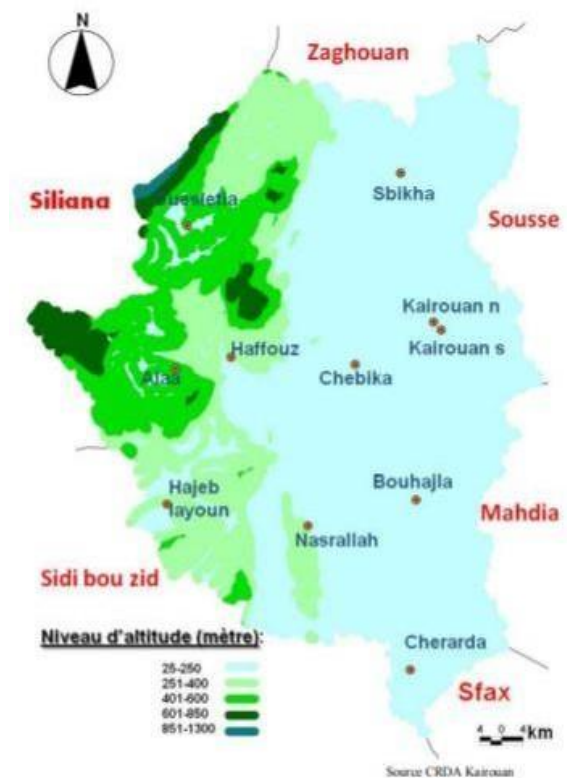 N
Zaghouan
Siliana
Sbikha
Sousse
Kairouan n
Kairouan s
Haffouz
Chebika
Alaa
Hajeb
layoun
Bouhajla
Nasrallah
Mahdia
Sidi bou zid
Niveau d'altitude (mètre):
25-250
251-400
401-600
601-850
851-1300
Cherarda
Sfax
4 0 4 km
Source CRDA Kairouan